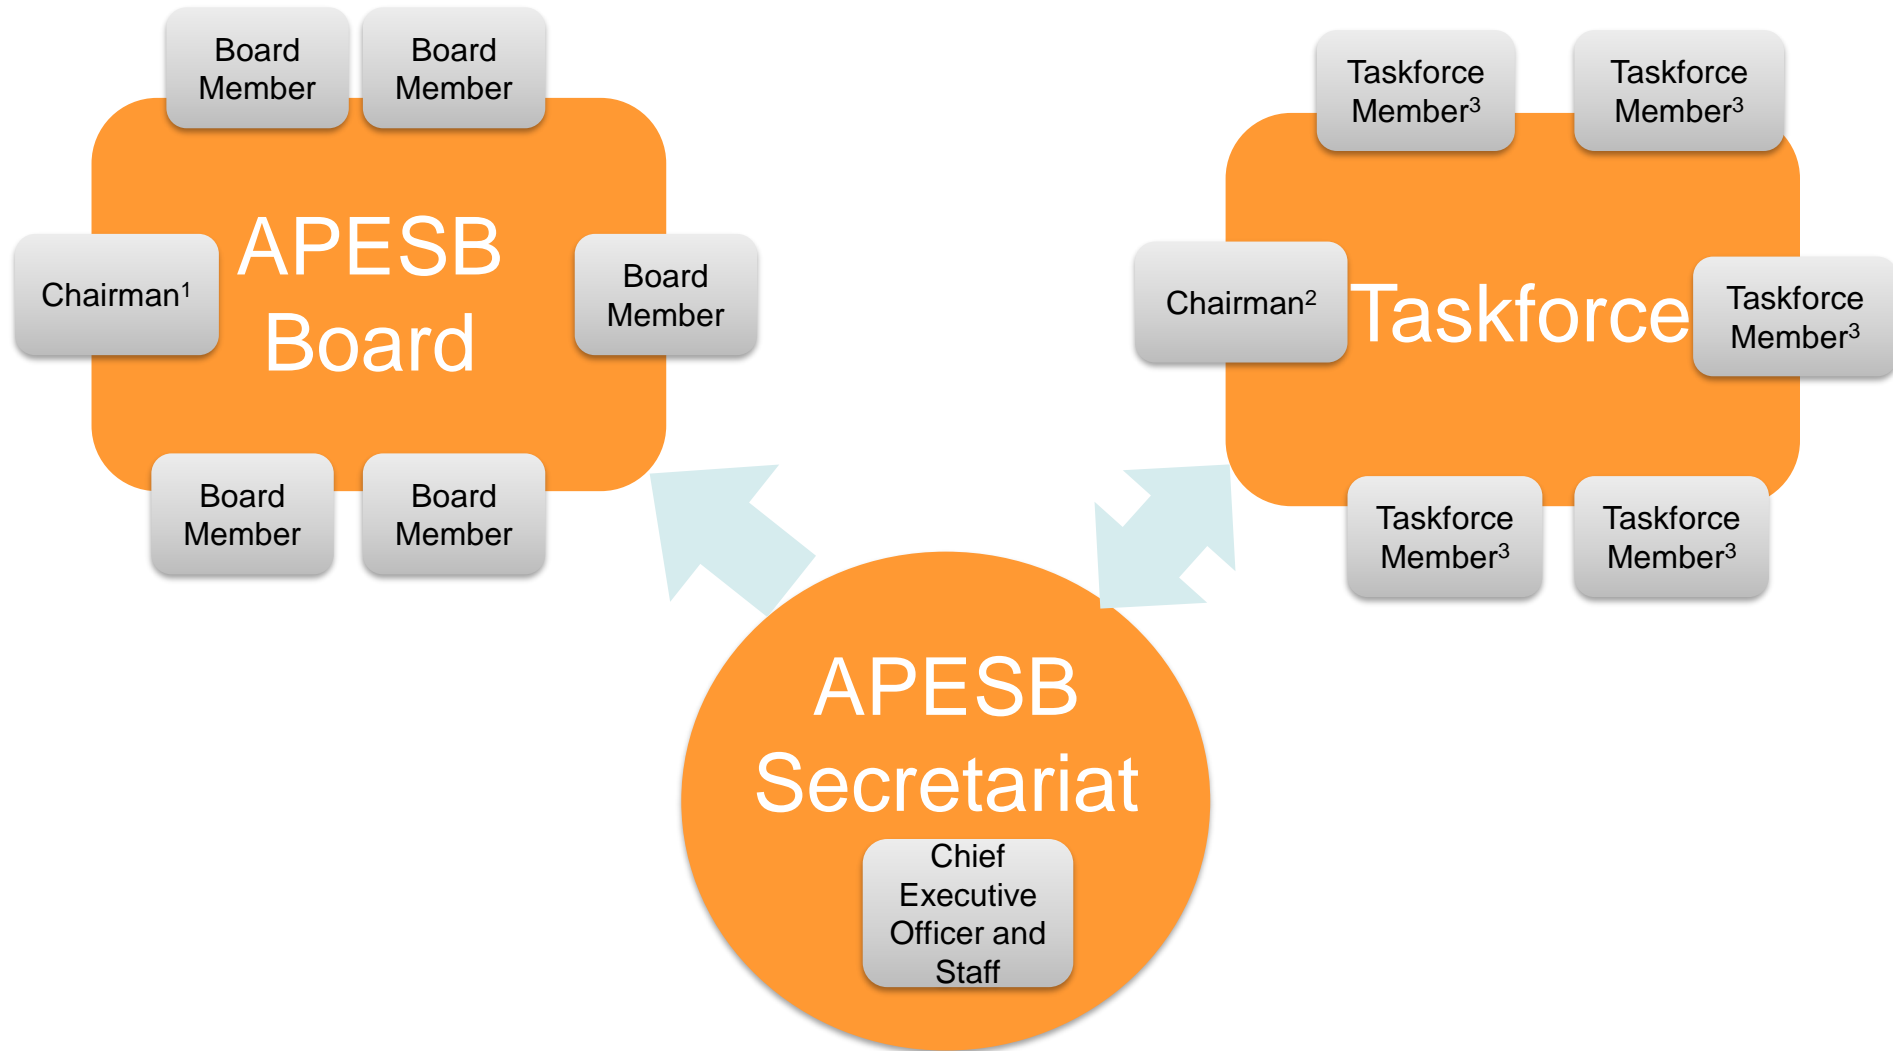 Board
Member
Board
Member
APESB
Board
Chairman¹
Board
Member
Board
Member
Board
Member
Taskforce
Member³
Taskforce
Member³
Chairman²
Taskforce
Taskforce
Member³
Taskforce
Member³
Taskforce
Member³
APESB
Secretariat
Chief
Executive
Officer and
Staff